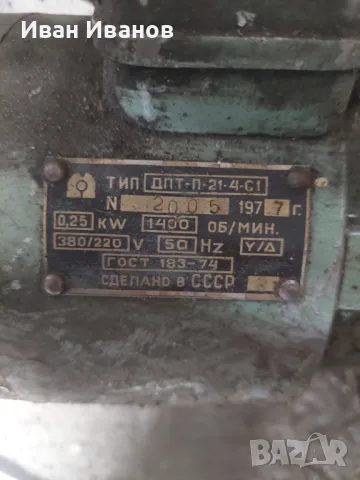 Иван Иванов
ТИП ДПТ-П-21-4-С1
N 2005 1977 г.
0,25 KW 1400 ОБ/МИН.
380/220 V 50 Hz Y/Δ
ГОСТ 183-74
СДЕЛАНО В СССР
BAZAR